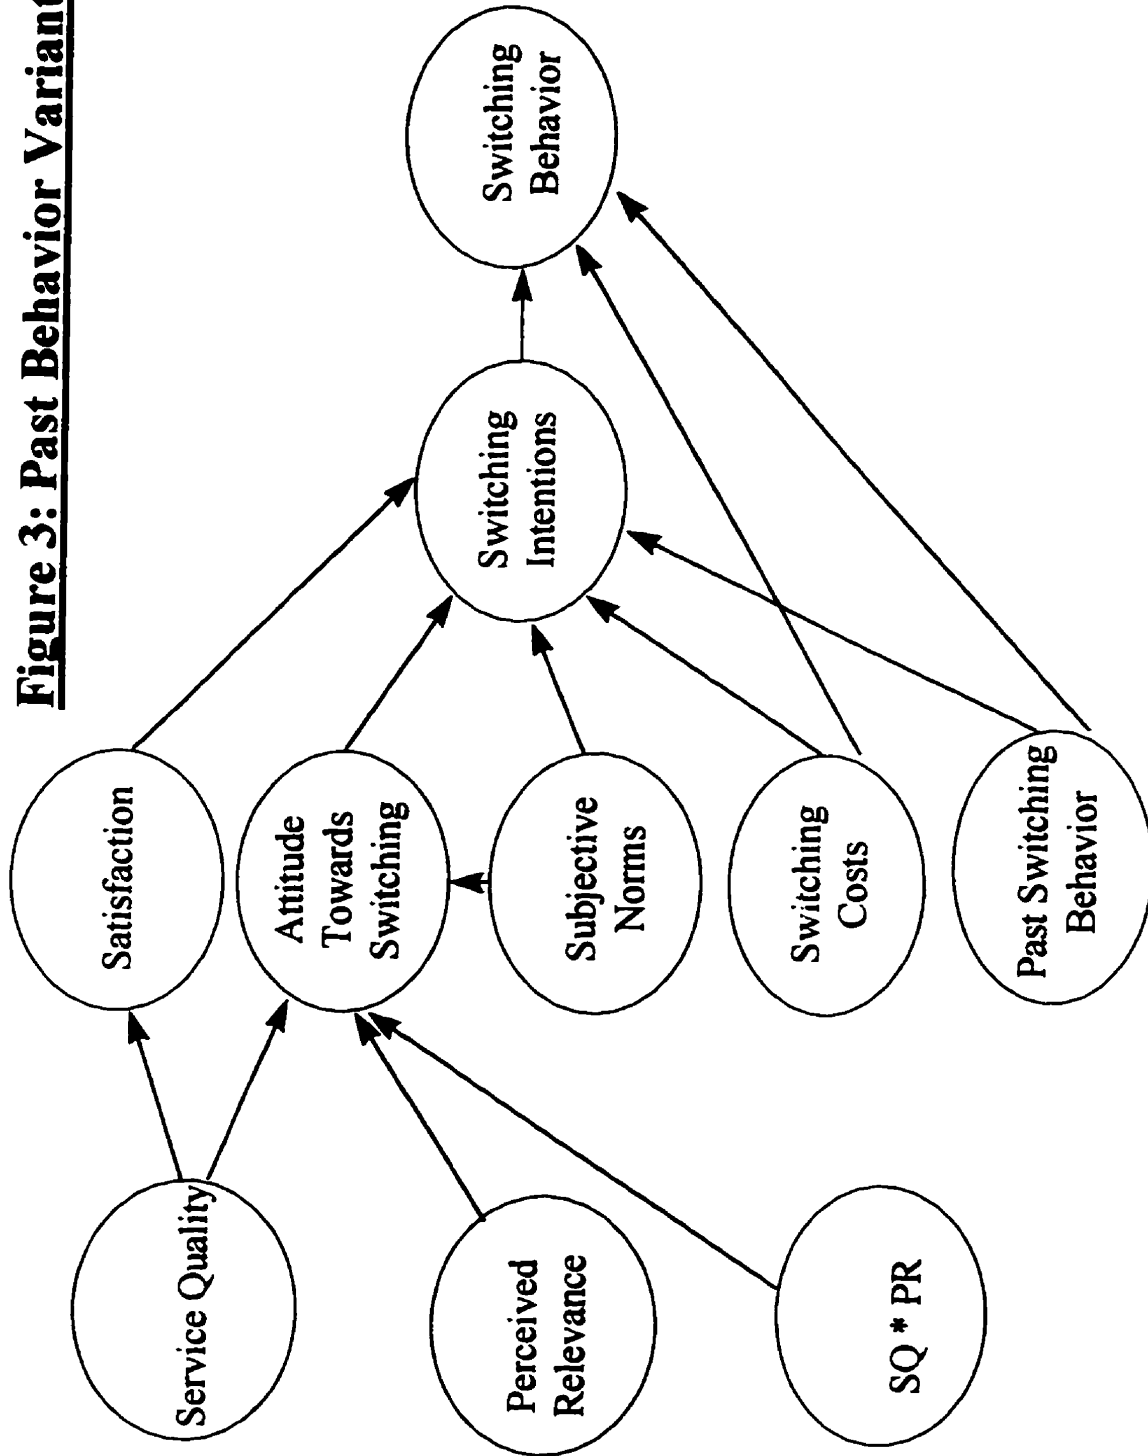 Figure 3: Past Behavior Variant
Service Quality
Perceived
Relevance
SQ * PR
Satisfaction
Attitude
Towards
Switching
Subjective
Norms
Switching
Costs
Past Switching
Behavior
Switching
Intentions
Switching
Behavior